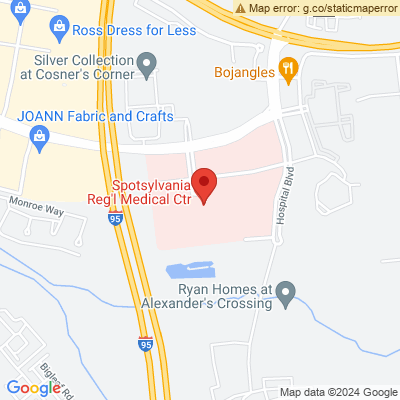 Map error: g.co/staticmaperror
Ross Dress for Less
Silver Collection
at Cosner's Corner
Bojangles
JOANN Fabric and Crafts
Spotsylvania
Reg'l Medical Ctr
Monroe Way
95
Hospital Blvd
Ryan Homes at
Alexander's Crossing
95
Google
Map data ©2024 Google